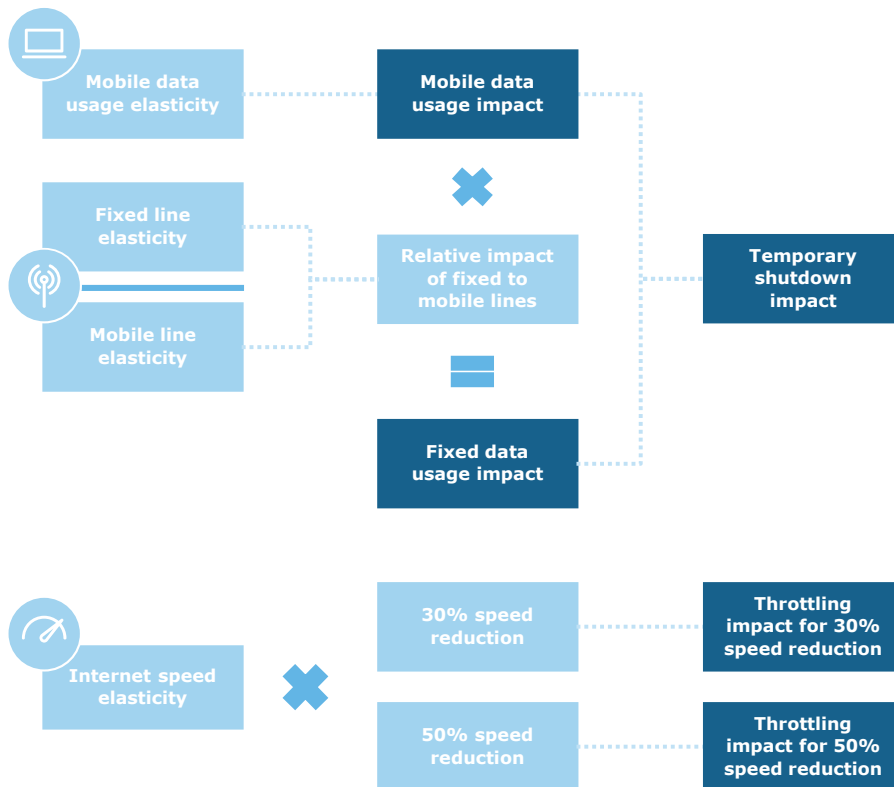 Mobile data
usage elasticity
Mobile data
usage impact
Fixed line
elasticity
Relative impact
of fixed to
mobile lines
Temporary
shutdown
impact
Mobile line
elasticity
Fixed data
usage impact
Internet speed
elasticity
30% speed
reduction
Throttling
impact for 30%
speed reduction
50% speed
reduction
Throttling
impact for 50%
speed reduction